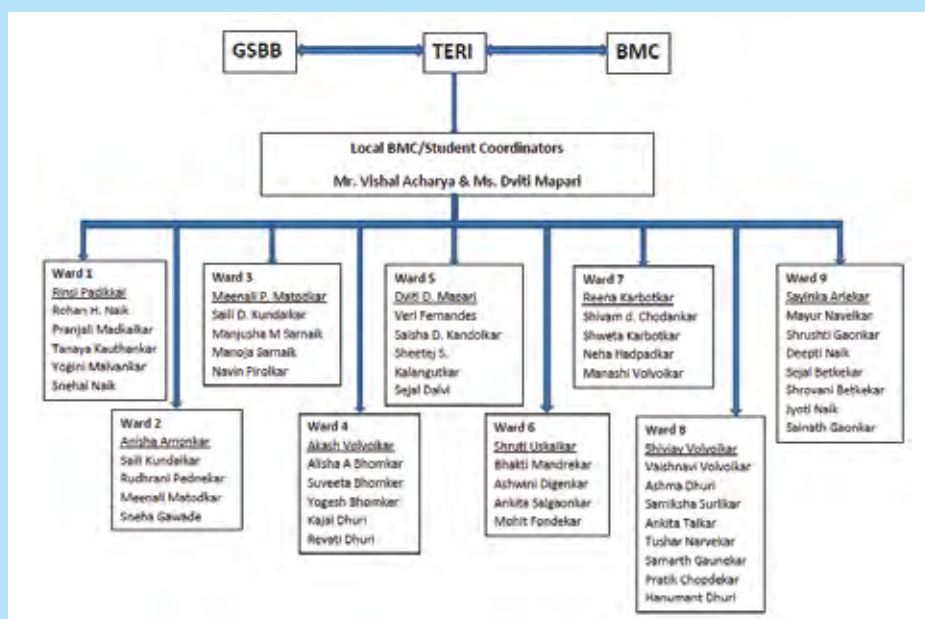 GSBB
TERI
BMC
Local BMC/Student Coordinators
Mr. Vishal Acharya & Ms. Dviti Mapari
Ward 1
Rinsi Padikkal
Rohan H. Naik
Pranjali Madkaikar
Tanaya Kauthankar
Yogini Malvankar
Snehal Naik
Ward 2
Anisha Amonkar
Saili Kundaikar
Rudhrani Pednekar
Meenali Matodkar
Sneha Gawade
Ward 3
Meenali P. Matodkar
Saili D. Kundaikar
Manjusha M Sarnaik
Manoja Sarnaik
Navin Pirolkar
Ward 4
Akash Volvoikar
Alisha A Bhomkar
Suveeta Bhomker
Yogesh Bhomker
Kajal Dhuri
Revati Dhuri
Ward 5
Dviti D. Mapari
Veri Fernandes
Saisha D. Kandolkar
Sheetej S.
Kalangutkar
Sejal Dalvi
Ward 6
Shruti Uskaikar
Bhakti Mandrekar
Ashwini Digenkar
Ankita Salgaonkar
Mohit Fondekar
Ward 7
Reena Karbotkar
Shivam d. Chodankar
Shweta Karbotkar
Neha Hadpadkar
Manashi Volvoikar
Ward 8
Shivjay Volvoikar
Vaishnavi Volvoikar
Ashma Dhuri
Samiksha Surlikar
Ankita Talkar
Tushar Narvekar
Samarth Gaunekar
Pratik Chopdekar
Hanumant Dhuri
Ward 9
Sayinka Arlekar
Mayur Navelkar
Shrushti Gaonkar
Deepti Naik
Sejal Betkekar
Shrovani Betkekar
Jyoti Naik
Sainath Gaonkar